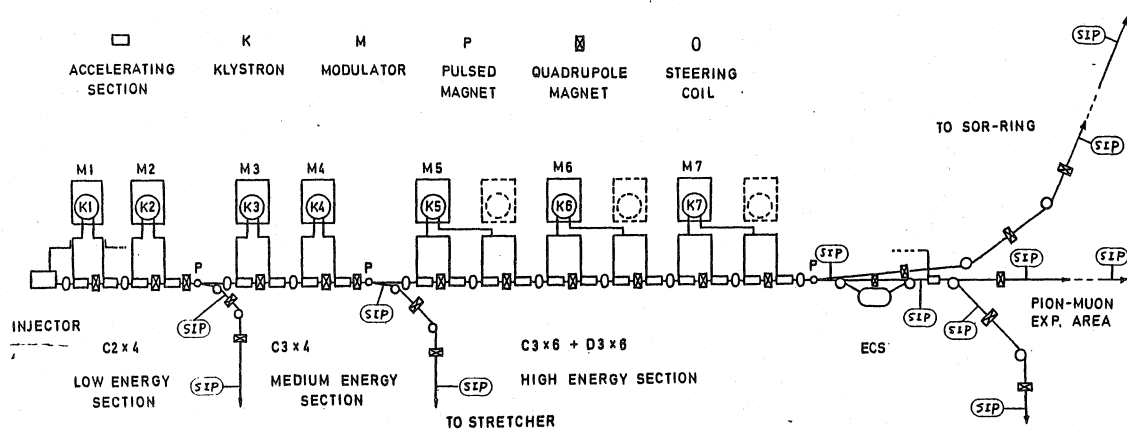 K M P O
ACCELERATING SECTION
KLYSTRON
MODULATOR
PULSED MAGNET
QUADRUPOLE MAGNET
STEERING COIL
SIP
TO SOR-RING
SIP
M1 M2 M3 M4 M5 M6 M7
K1 K2 K3 K4 K5 K6 K7
P P P
SIP
SIP SIP
SIP SIP SIP SIP
INJECTOR
PION-MUON
EXP. AREA
C2×4 C3×4 C3×6 + D3×6 ECS
LOW ENERGY SECTION
MEDIUM ENERGY SECTION
HIGH ENERGY SECTION
SIP SIP
SIP
TO STRETCHER